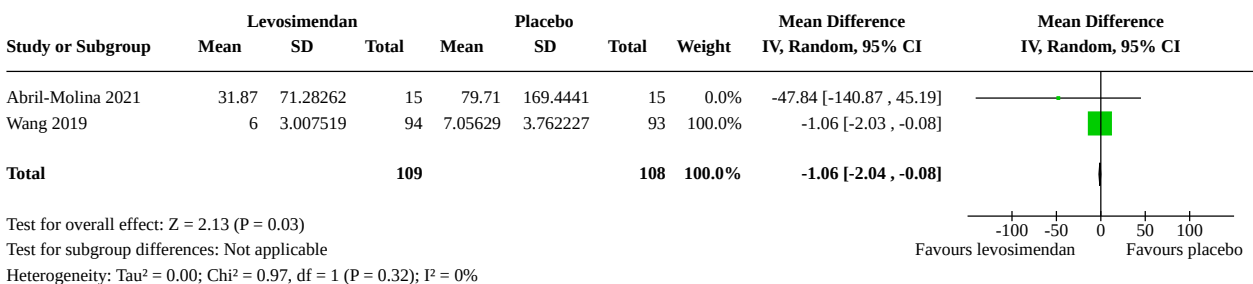 Levosimendan Placebo Mean Difference Mean Difference
Study or Subgroup Mean SD Total Mean SD Total Weight IV, Random, 95% CI IV, Random, 95% CI
Abril-Molina 2021 31.87 71.28262 15 79.71 169.4441 15 0.0% -47.84 [-140.87 , 45.19]
Wang 2019 6 3.007519 94 7.05629 3.762227 93 100.0% -1.06 [-2.03 , -0.08]
Total 109 108 100.0% -1.06 [-2.04 , -0.08]
Test for overall effect: Z = 2.13 (P = 0.03) -100 -50 0 50 100
Test for subgroup differences: Not applicable Favours levosimendan Favours placebo
Heterogeneity: Tau² = 0.00; Chi² = 0.97, df = 1 (P = 0.32); I² = 0%